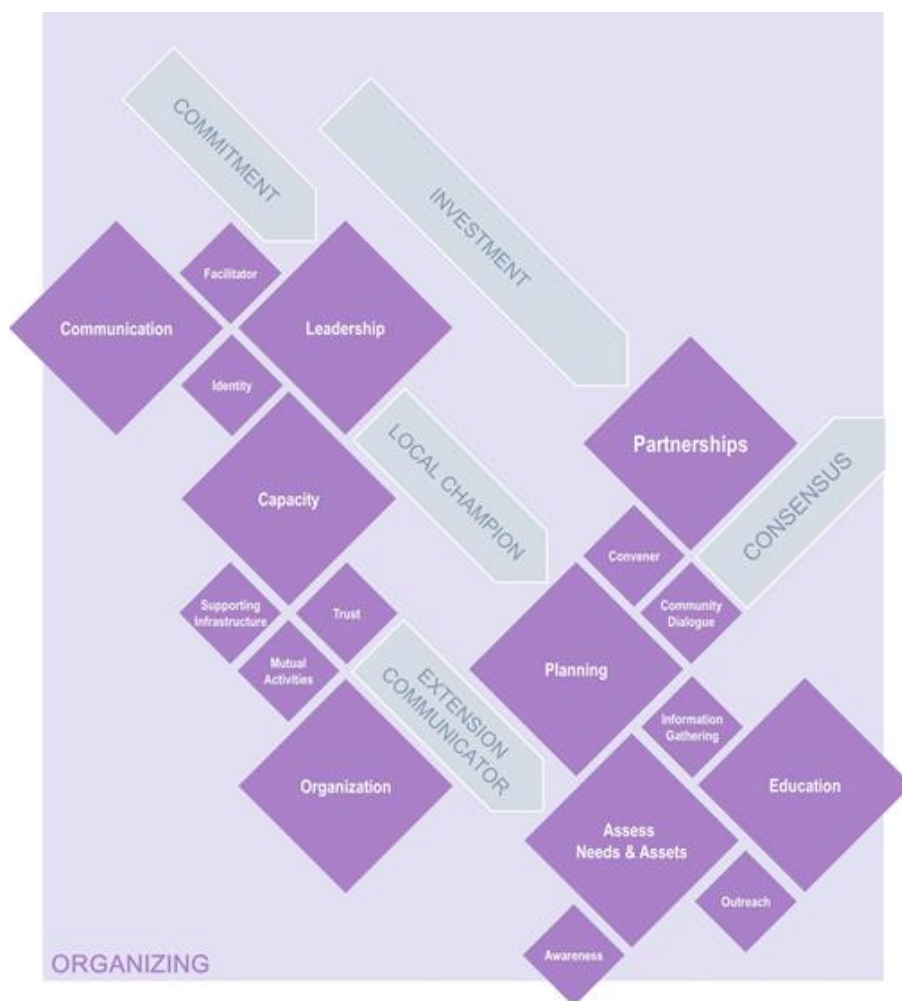 COMMITMENT
INVESTMENT
Facilitator
Communication
Leadership
Identity
LOCAL CHAMPION
Partnerships
CONSENSUS
Capacity
Convener
Supporting
Infrastructure
Trust
Community
Dialogue
Mutual
Activities
Planning
EXTENSION
COMMUNICATOR
Information
Gathering
Organization
Education
Assess
Needs & Assets
Outreach
Awareness
ORGANIZING